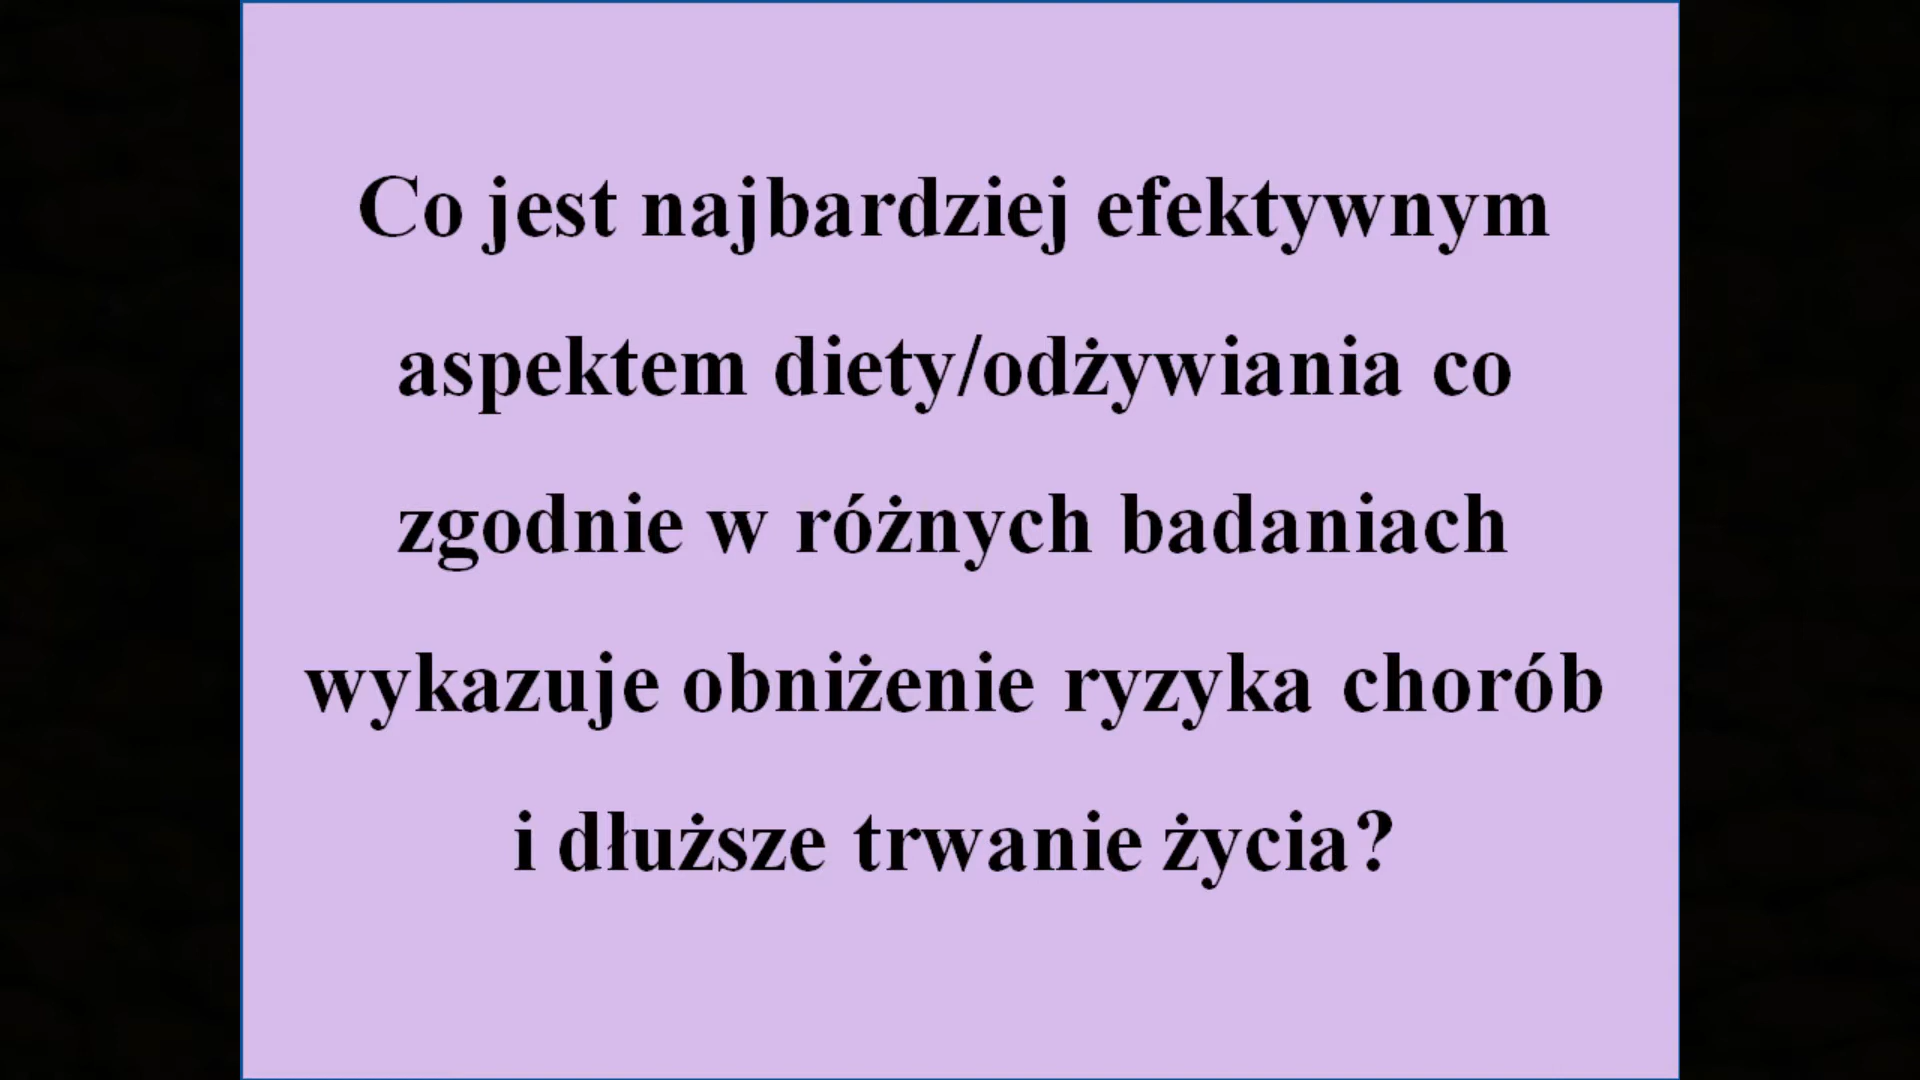 Co jest najbardziej efektywnym
aspektem diety/odżywiania co
zgodnie w różnych badaniach
wykazuje obniżenie ryzyka chorób
i dłuższe trwanie życia?